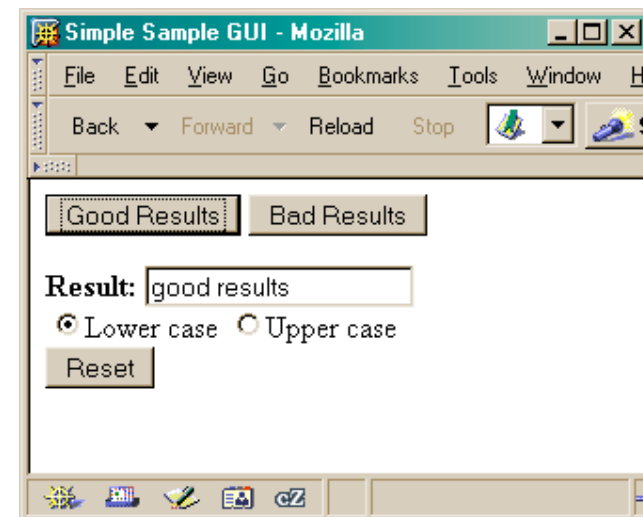 Simple Sample GUI - Mozilla
File Edit View Go Bookmarks Tools Window H
Back Forward Reload Stop S
Good Results Bad Results
Result: good results
Lower case Upper case
Reset
cZ